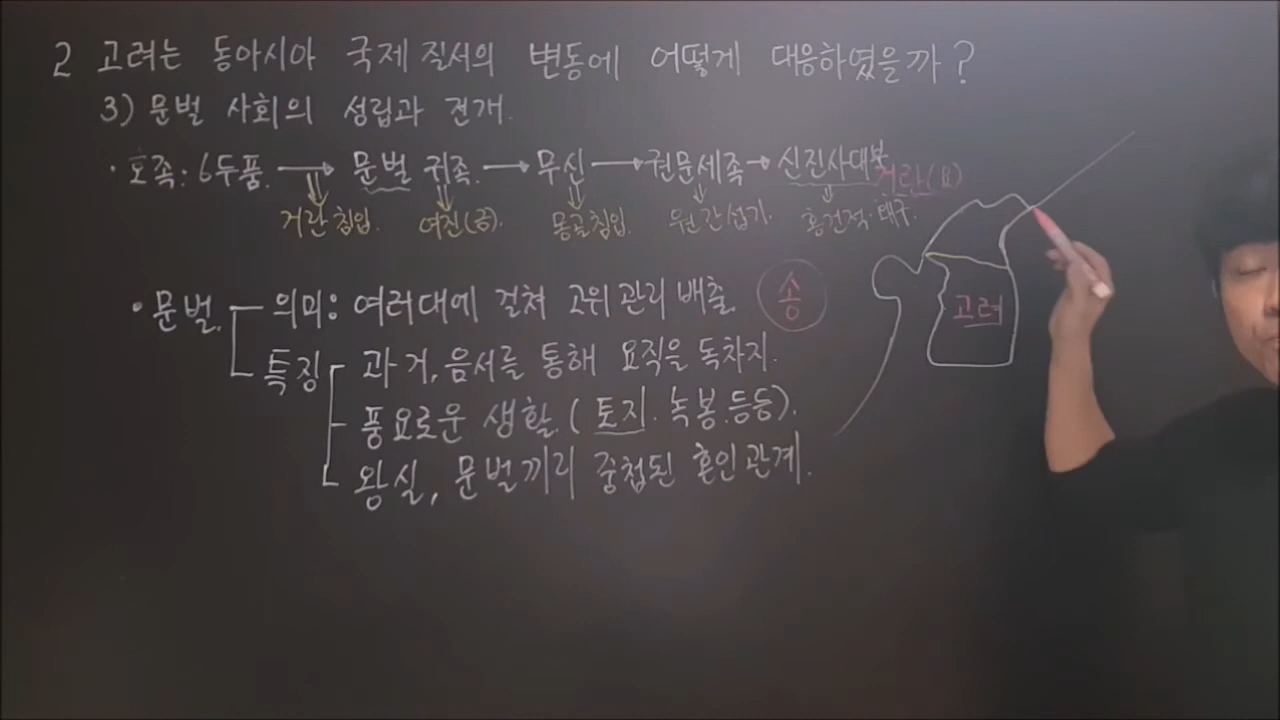 2 고려는 동아시아 국제 질서의 변동에 어떻게 대응하였을까?
3) 문벌 사회의 성립과 전개.
· 호족: 6두품. → 문벌 귀족. → 무신 → 권문세족 → 신진사대부
거란(요)
거란 침입. 여진(금). 몽골침입. 원 간섭기. 홍건적· 왜구.
· 문벌. 의미: 여러대에 걸쳐 고위 관리 배출. 송
고려
특징 과거, 음서를 통해 요직을 독차지.
풍요로운 생활. (토지. 녹봉. 등등).
왕실, 문벌끼리 중첩된 혼인관계.